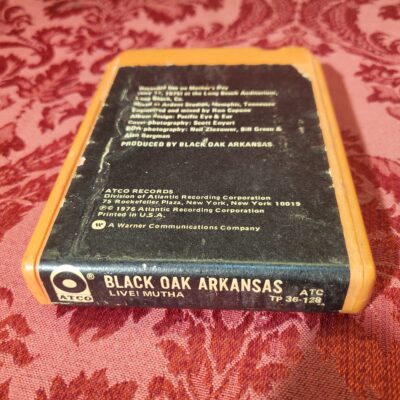 Recorded live on Mother's Day
(June 11, 1975) at the Long Beach Auditorium,
Long Beach, Ca.
Mixed at Ardent Studios, Memphis, Tennessee
Engineered and mixed by Ron Capone
Album design: Pacific Eye & Ear
Cover photography: Scott Enyart
BOA photography: Neil Zlozower, Bill Green &
Alan Bergman
PRODUCED BY BLACK OAK ARKANSAS
ATCO RECORDS
Division of Atlantic Recording Corporation
75 Rockefeller Plaza, New York, New York 10019
℗© 1976 Atlantic Recording Corporation
Printed in U.S.A.
W A Warner Communications Company
ATCO ®
BLACK OAK ARKANSAS
LIVE! MUTHA
ATC
TP 36-128